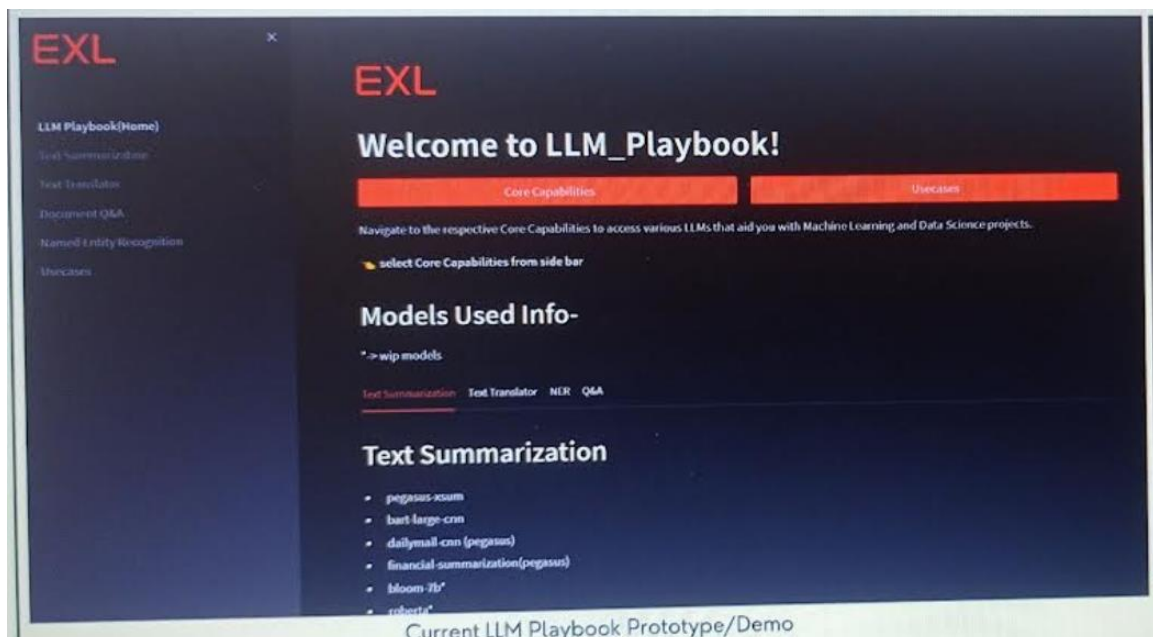 EXL
×
LLM Playbook(Home)
Text Summarization
Text Translator
Document Q&A
Named Entity Recognition
Usecases
EXL
Welcome to LLM_Playbook!
Core Capabilities
Usecases
Navigate to the respective Core Capabilities to access various LLMs that aid you with Machine Learning and Data Science projects.
👈 select Core Capabilities from side bar
Models Used Info-
*-> wip models
Text Summarization Text Translator NER Q&A
Text Summarization
• pegasus-xsum
• bart-large-cnn
• dailymail-cnn (pegasus)
• financial-summarization(pegasus)
• bloom-7b*
• roberta*
Current LLM Playbook Prototype/Demo